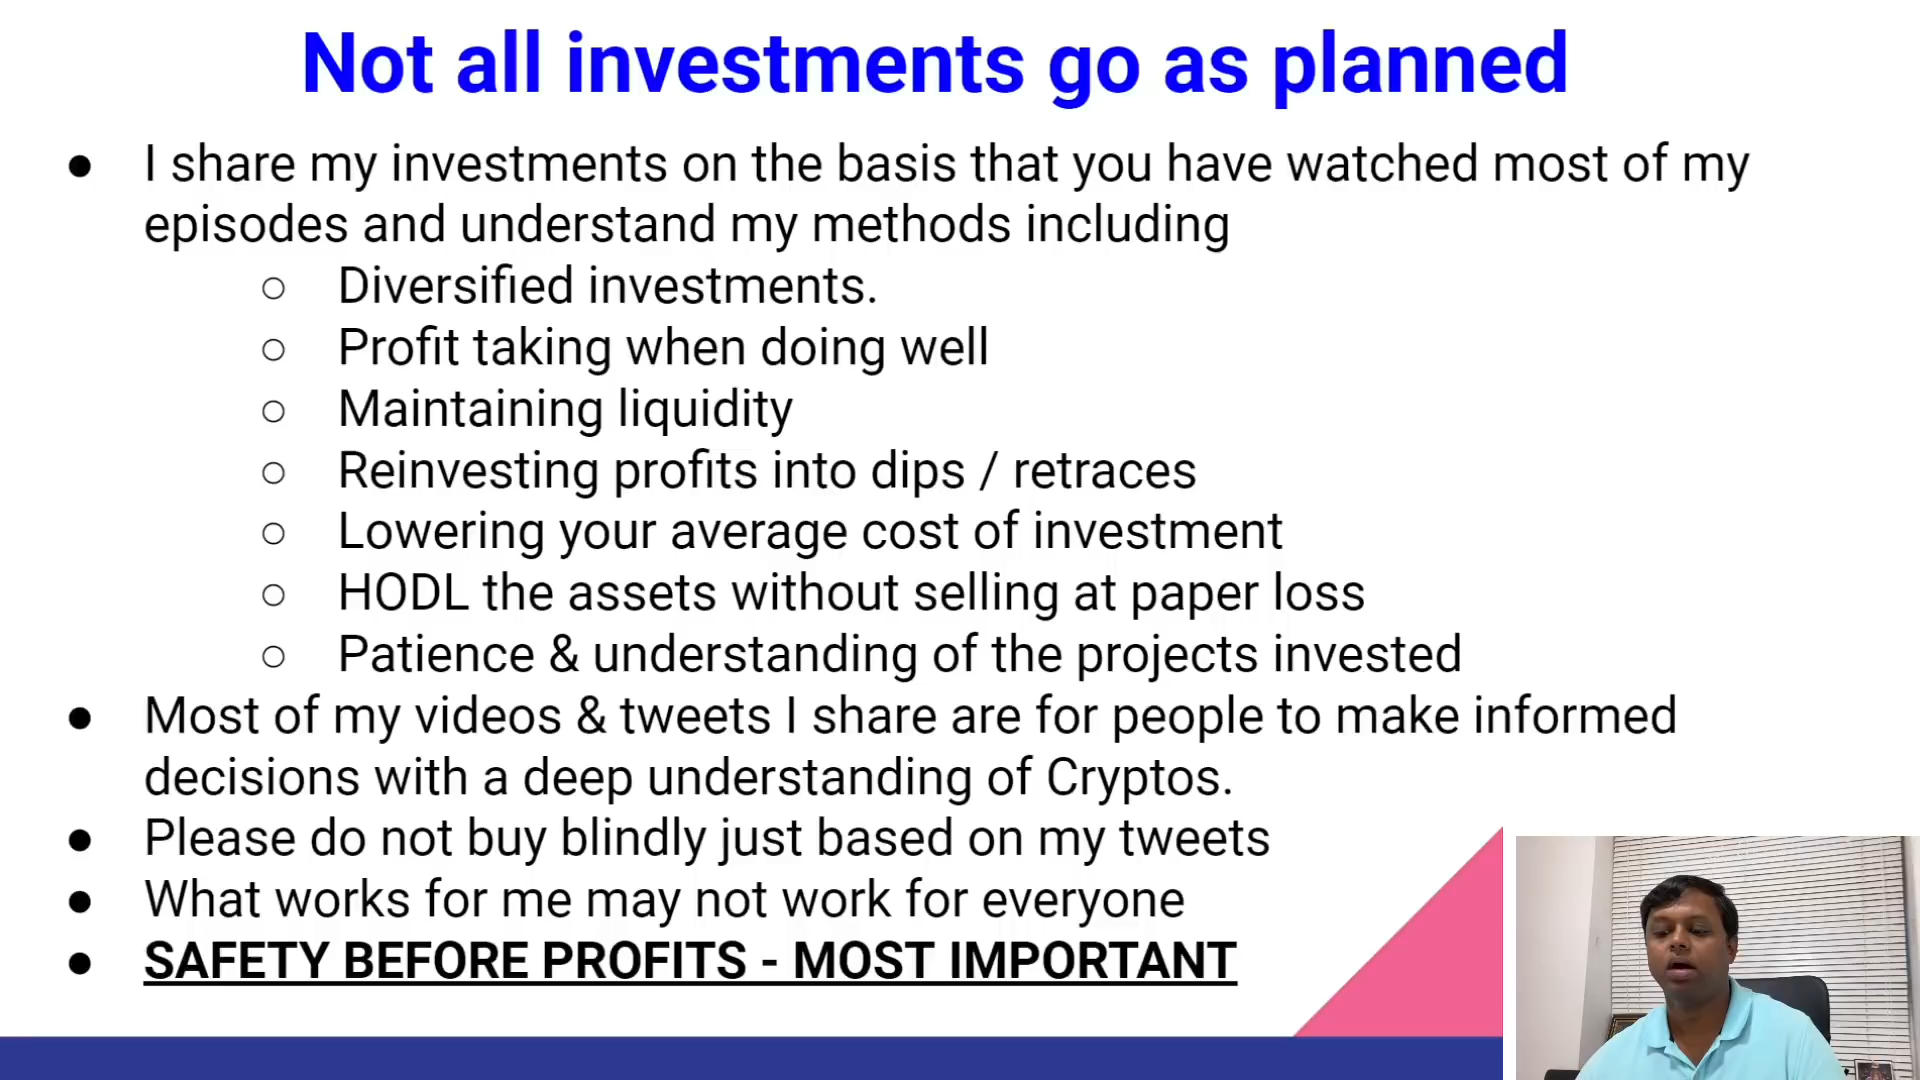 Not all investments go as planned
● I share my investments on the basis that you have watched most of my
episodes and understand my methods including
○ Diversified investments.
○ Profit taking when doing well
○ Maintaining liquidity
○ Reinvesting profits into dips / retraces
○ Lowering your average cost of investment
○ HODL the assets without selling at paper loss
○ Patience & understanding of the projects invested
● Most of my videos & tweets I share are for people to make informed
decisions with a deep understanding of Cryptos.
● Please do not buy blindly just based on my tweets
● What works for me may not work for everyone
● SAFETY BEFORE PROFITS - MOST IMPORTANT